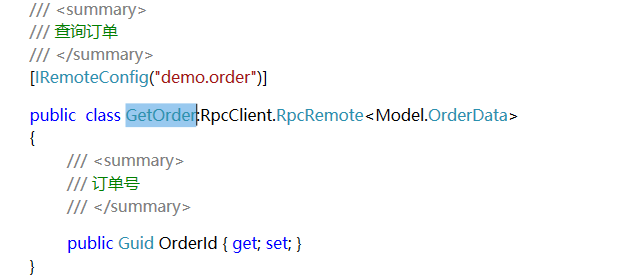 /// <summary>
/// 查询订单
/// </summary>
[IRemoteConfig("demo.order")]
public  class GetOrder:RpcClient.RpcRemote<Model.OrderData>
{
/// <summary>
/// 订单号
/// </summary>
public Guid OrderId { get; set; }
}